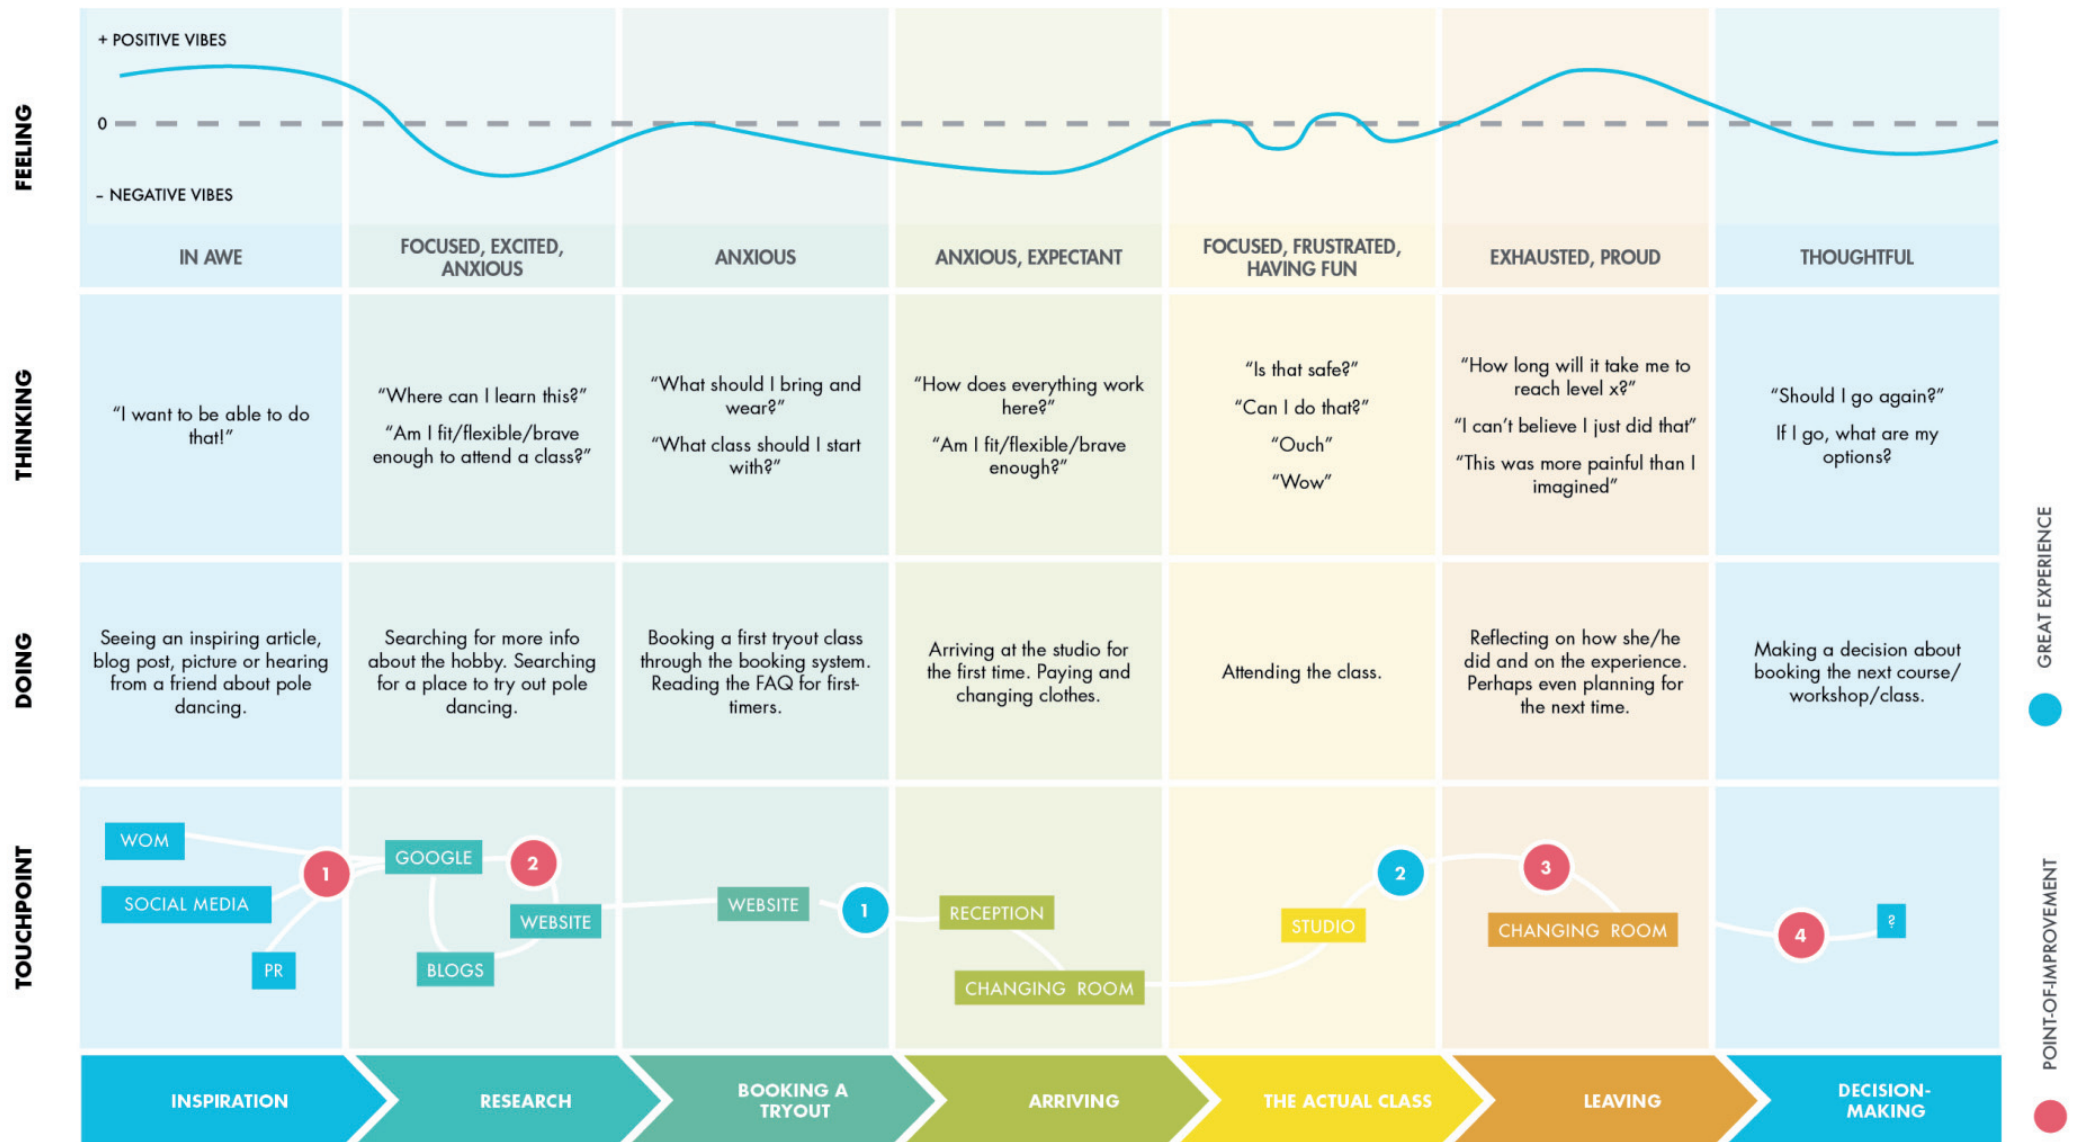 FEELING
+ POSITIVE VIBES
0
– NEGATIVE VIBES
IN AWE
FOCUSED, EXCITED,
ANXIOUS
ANXIOUS
ANXIOUS, EXPECTANT
FOCUSED, FRUSTRATED,
HAVING FUN
EXHAUSTED, PROUD
THOUGHTFUL
THINKING
“I want to be able to do
that!”
“Where can I learn this?”
“Am I fit/flexible/brave
enough to attend a class?”
“What should I bring and
wear?”
“What class should I start
with?”
“How does everything work
here?”
“Am I fit/flexible/brave
enough?”
“Is that safe?”
“Can I do that?”
“Ouch”
“Wow”
“How long will it take me to
reach level x?”
“I can’t believe I just did that”
“This was more painful than I
imagined”
“Should I go again?”
If I go, what are my
options?
DOING
Seeing an inspiring article,
blog post, picture or hearing
from a friend about pole
dancing.
Searching for more info
about the hobby. Searching
for a place to try out pole
dancing.
Booking a first tryout class
through the booking system.
Reading the FAQ for first-
timers.
Arriving at the studio for
the first time. Paying and
changing clothes.
Attending the class.
Reflecting on how she/he
did and on the experience.
Perhaps even planning for
the next time.
Making a decision about
booking the next course/
workshop/class.
TOUCHPOINT
WOM
SOCIAL MEDIA
PR
1
GOOGLE
2
WEBSITE
BLOGS
WEBSITE
1
RECEPTION
CHANGING ROOM
STUDIO
2
3
CHANGING ROOM
4
?
INSPIRATION
RESEARCH
BOOKING A
TRYOUT
ARRIVING
THE ACTUAL CLASS
LEAVING
DECISION-
MAKING
GREAT EXPERIENCE
POINT-OF-IMPROVEMENT